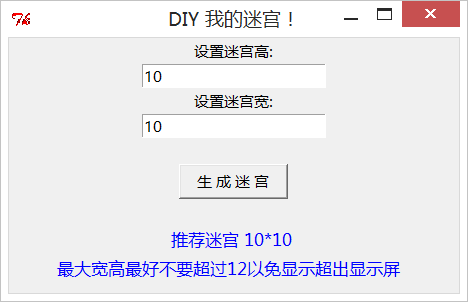 DIY 我的迷宫！
设置迷宫高:
10
设置迷宫宽:
10
生 成 迷 宫
推荐迷宫 10*10
最大宽高最好不要超过12以免显示超出显示屏